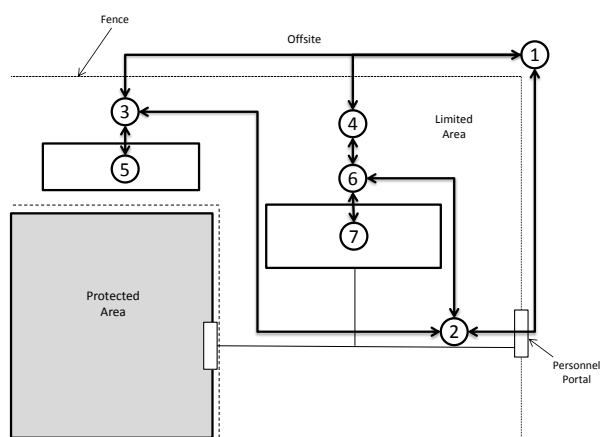 Fence
Offsite
1
3
4
Limited
Area
5
6
7
Protected
Area
2
Personnel
Portal